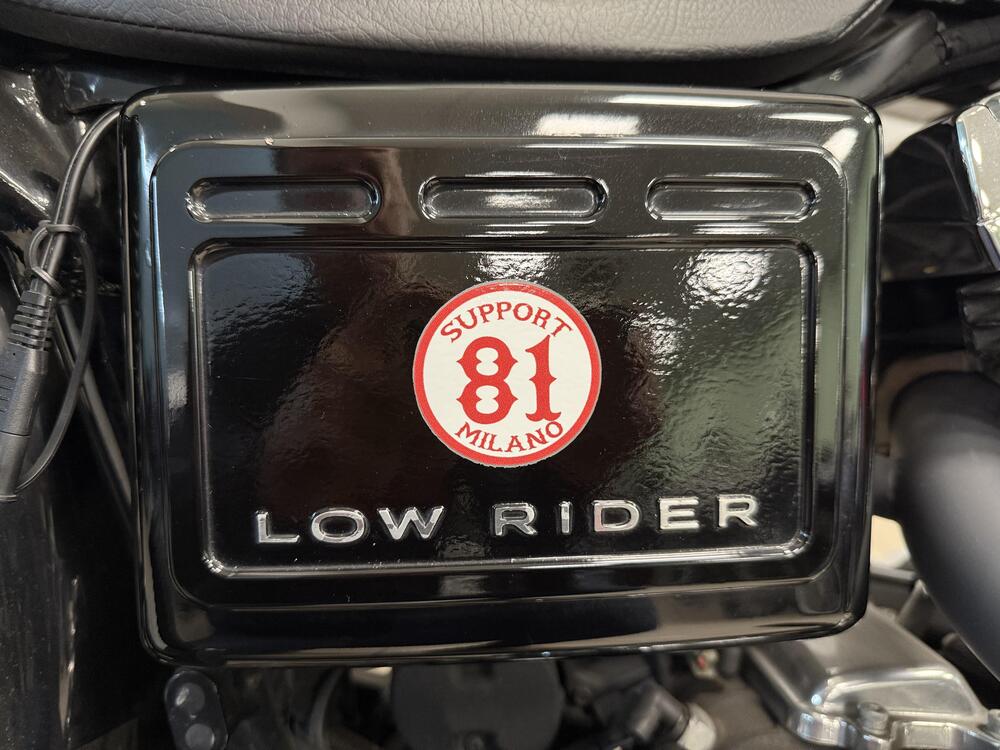 SUPPORT
81
MILANO
LOW RIDER